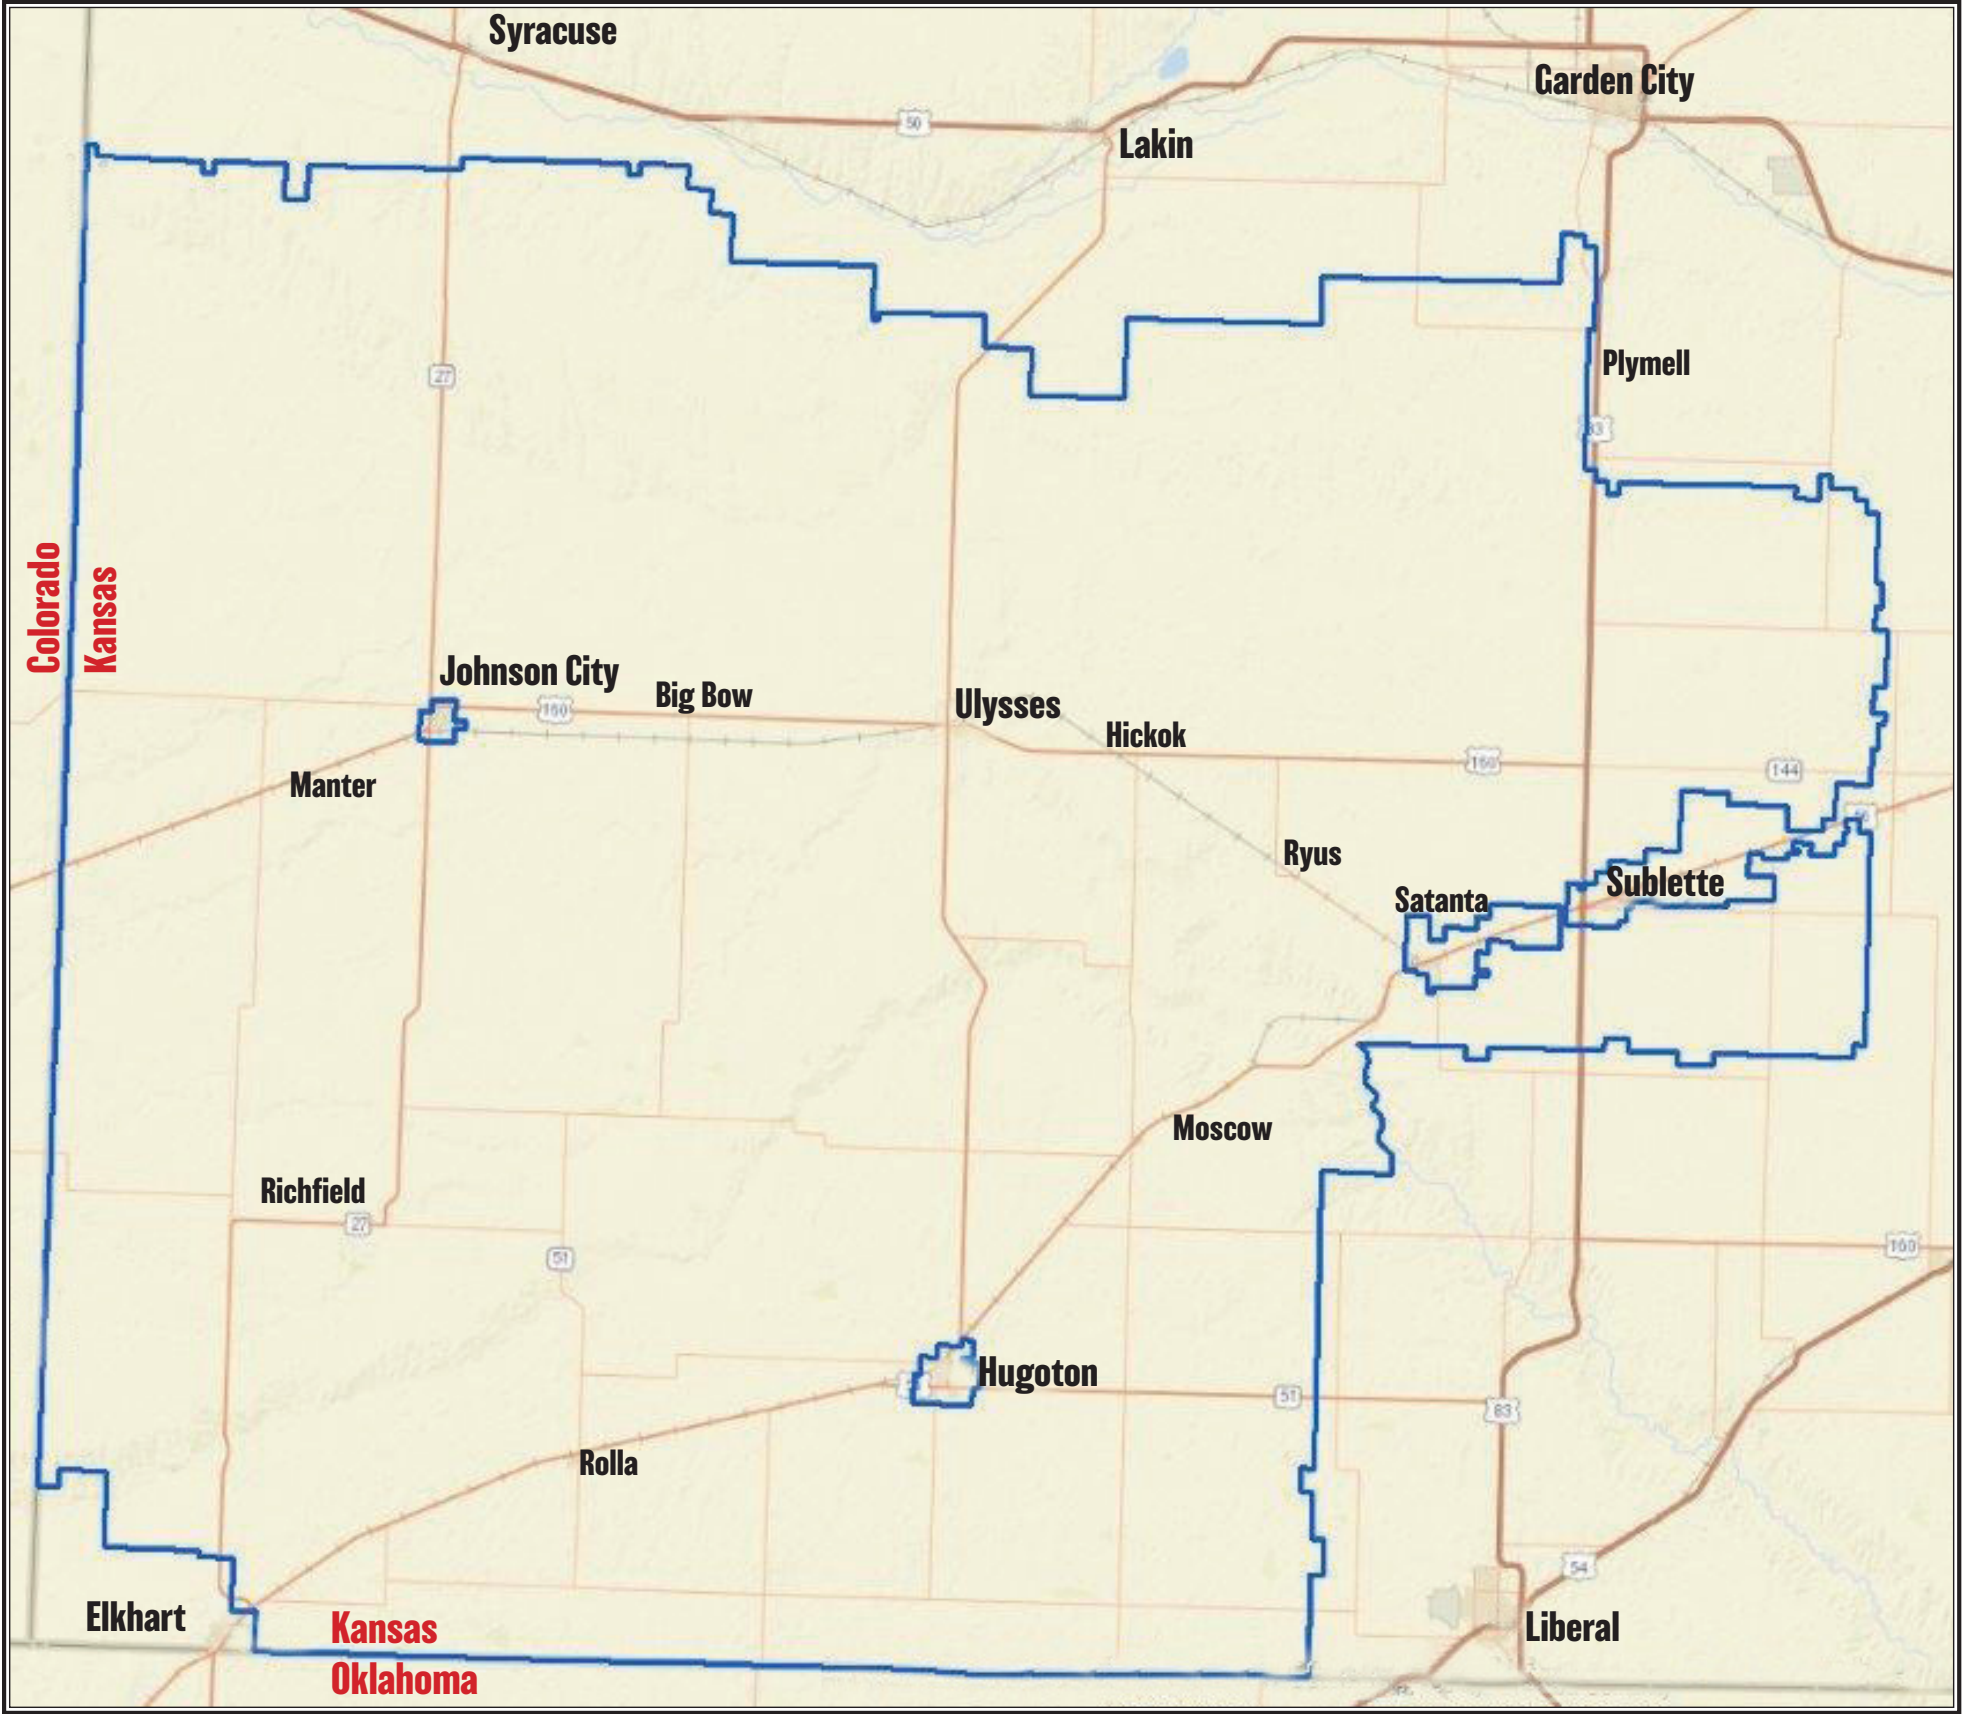 Syracuse
Garden City
50
Lakin
Plymell
27
83
Colorado
Kansas
Johnson City
Big Bow
160
Ulysses
Hickok
160
144
Manter
Ryus
Sublette
Satanta
Moscow
Richfield
27
51
160
Hugoton
51
83
Rolla
54
Elkhart
Kansas
Liberal
Oklahoma